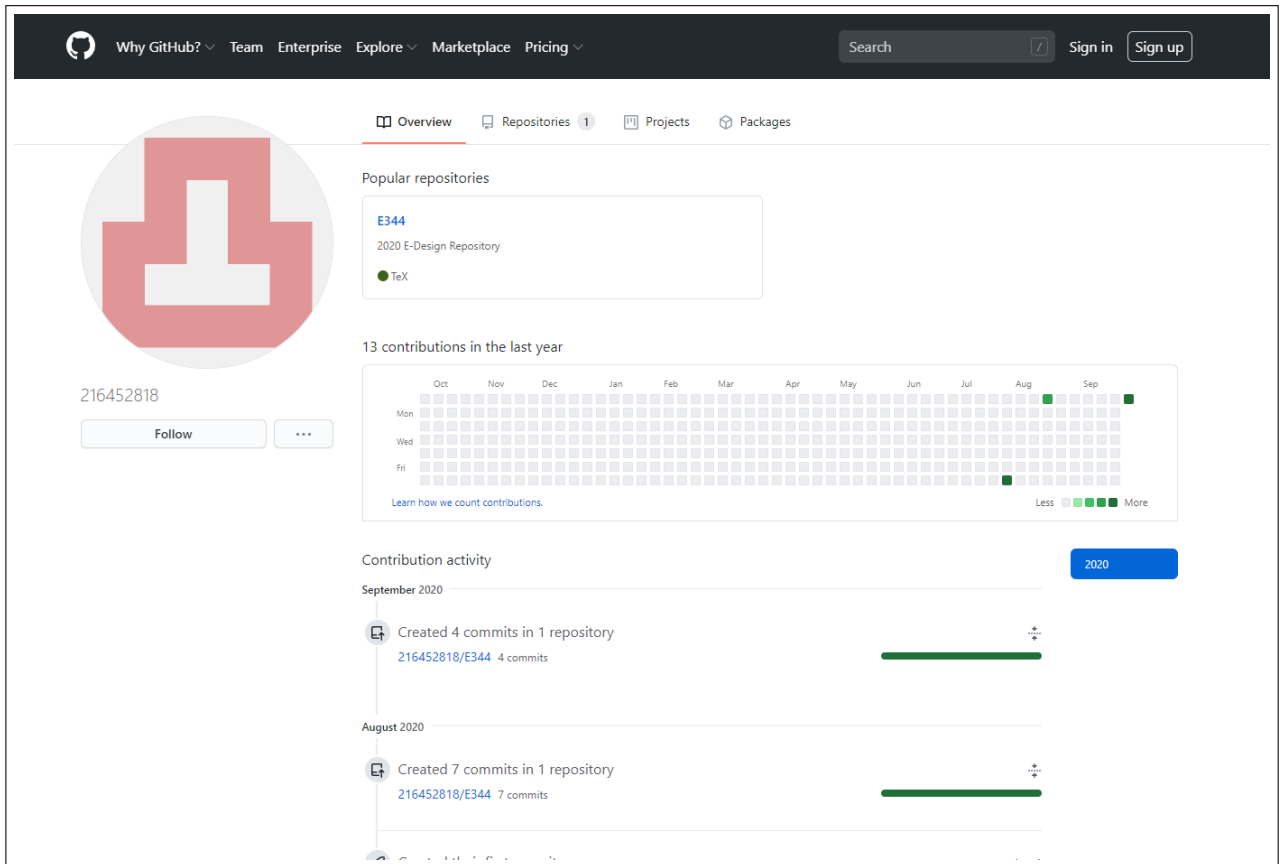 Why GitHub? Team Enterprise Explore Marketplace Pricing Search / Sign in Sign up
Overview Repositories 1 Projects Packages
Popular repositories
E344
2020 E-Design Repository
TeX
13 contributions in the last year
Oct Nov Dec Jan Feb Mar Apr May Jun Jul Aug Sep
Mon
Wed
Fri
Learn how we count contributions. Less More
216452818
Follow ...
Contribution activity
2020
September 2020
Created 4 commits in 1 repository
216452818/E344 4 commits
August 2020
Created 7 commits in 1 repository
216452818/E344 7 commits